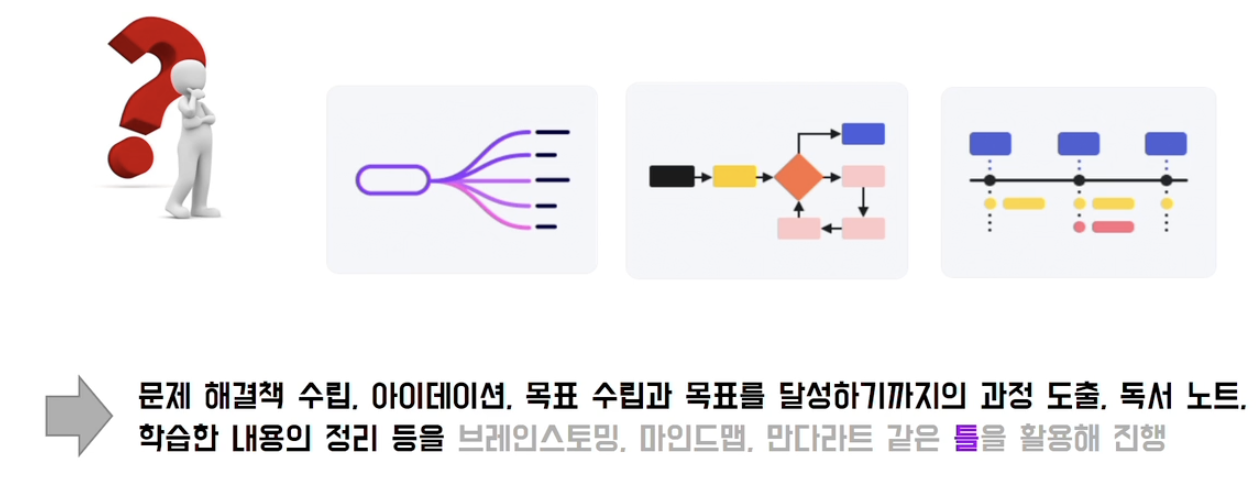 문제 해결책 수립, 아이데이션, 목표 수립과 목표를 달성하기까지의 과정 도출, 독서 노트,
학습한 내용의 정리 등을 브레인스토밍, 마인드맵, 만다라트 같은 틀을 활용해 진행